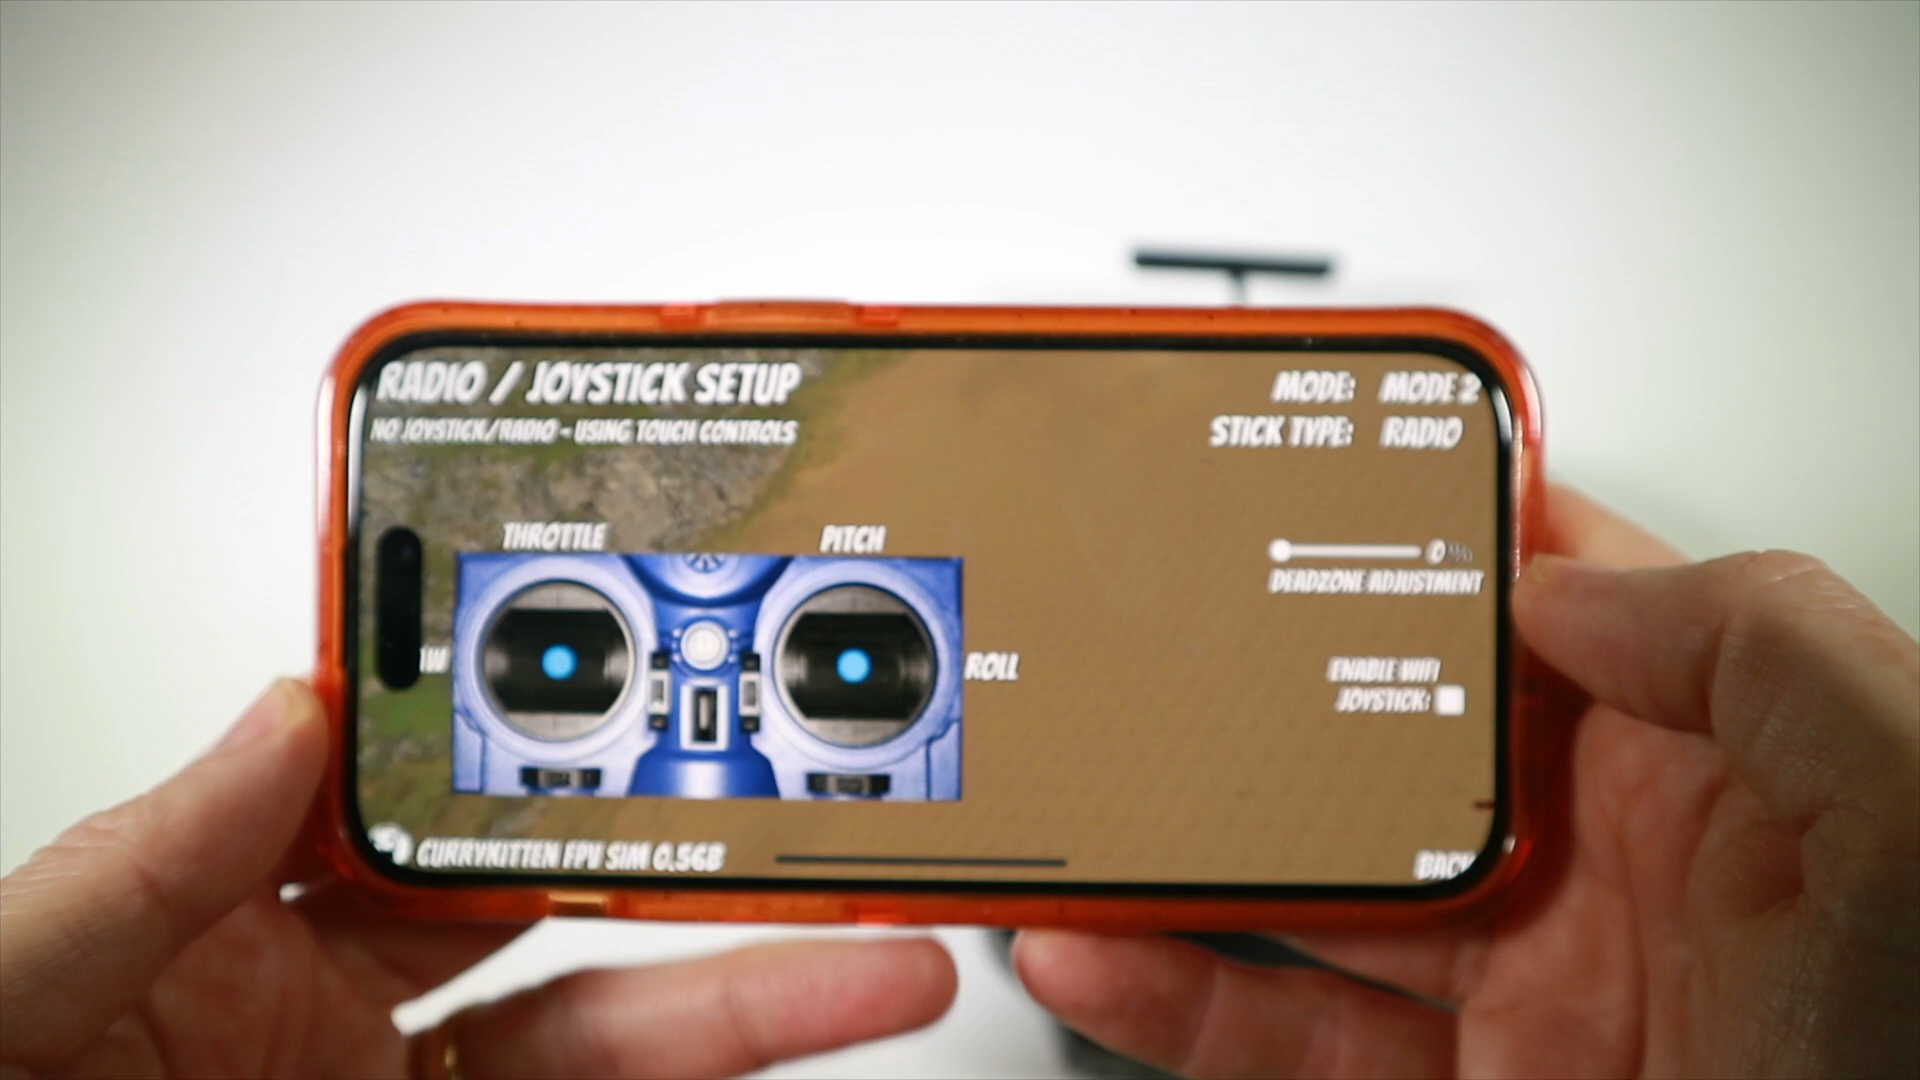 RADIO / JOYSTICK SETUP
NO JOYSTICK/RADIO - USING TOUCH CONTROLS
MODE: MODE 2
STICK TYPE: RADIO
THROTTLE
PITCH
0%
DEADZONE ADJUSTMENT
ROLL
ENABLE WIFI
JOYSTICK:
CURRYKITTEN FPV SIM 0.5GB
BACK